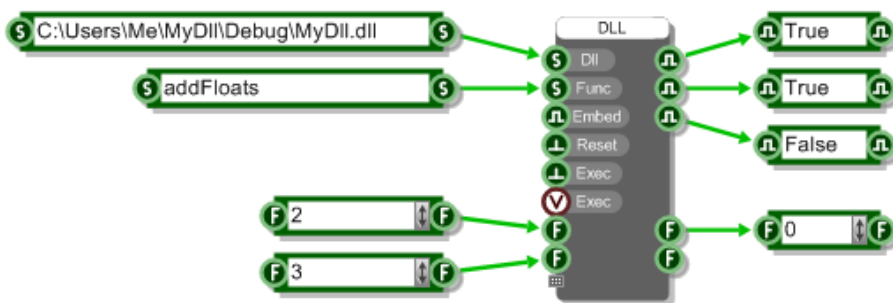 DLL
S C:\Users\Me\MyDll\Debug\MyDll.dll S
S Dll
True
S addFloats S
S Func
True
Embed
False
Reset
Exec
V Exec
F 2 F
F F
F 0 F
F 3 F
F F